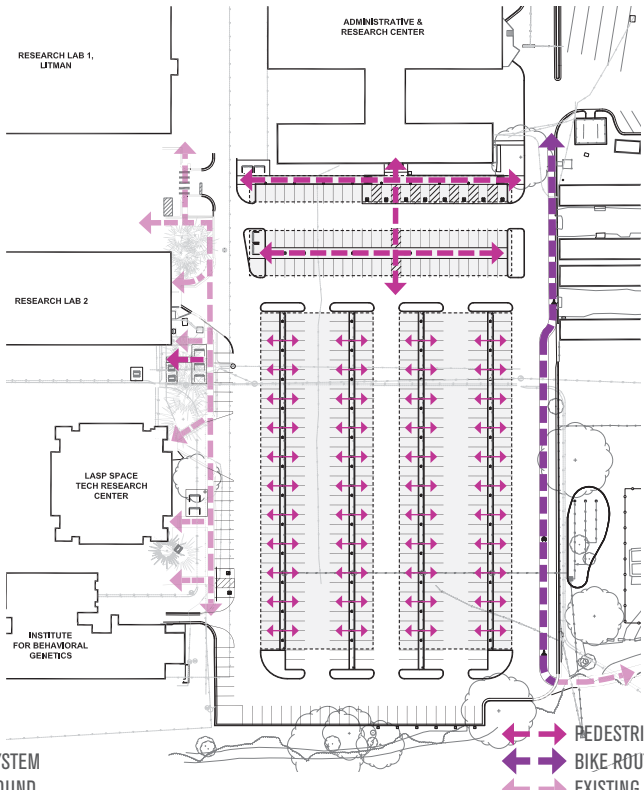 ADMINISTRATIVE &
RESEARCH CENTER
RESEARCH LAB 1,
LITMAN
RESEARCH LAB 2
LASP SPACE
TECH RESEARCH
CENTER
INSTITUTE
FOR BEHAVIORAL
GENETICS
PEDESTRI
YSTEM
BIKE ROU
OUND
EXISTING